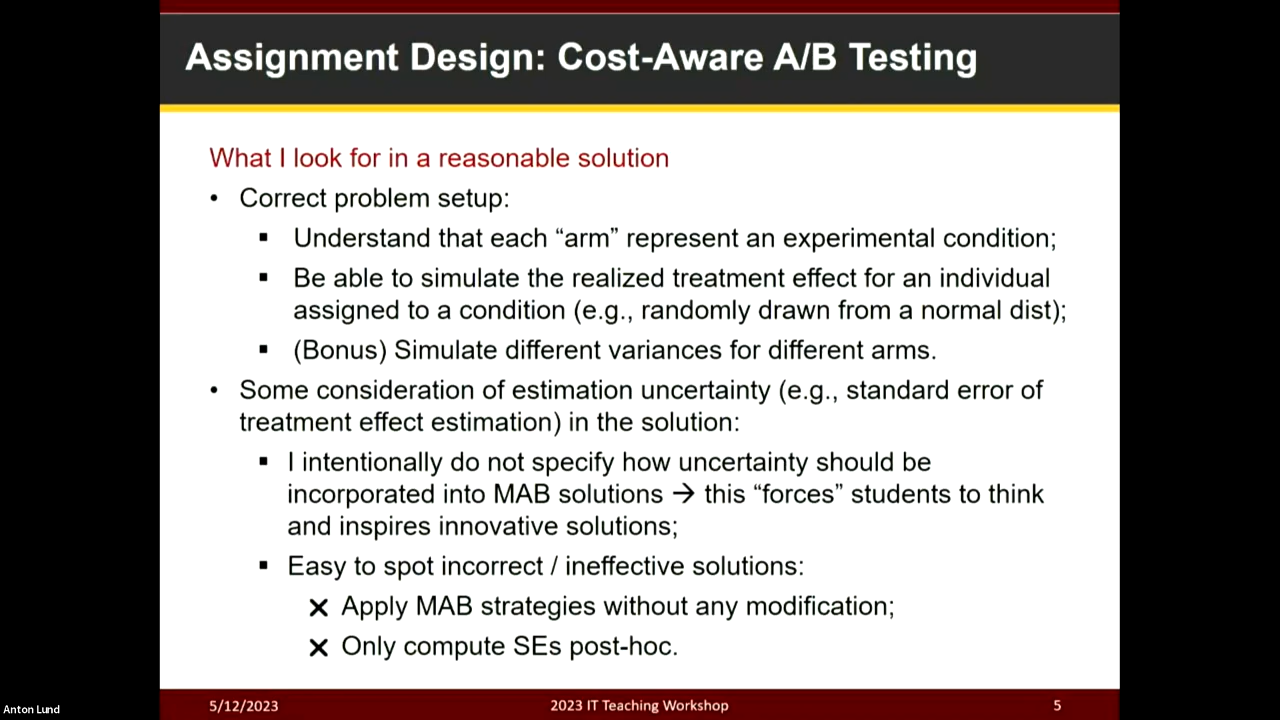 Assignment Design: Cost-Aware A/B Testing
What I look for in a reasonable solution
• Correct problem setup:
▪ Understand that each “arm” represent an experimental condition;
▪ Be able to simulate the realized treatment effect for an individual
assigned to a condition (e.g., randomly drawn from a normal dist);
▪ (Bonus) Simulate different variances for different arms.
• Some consideration of estimation uncertainty (e.g., standard error of
treatment effect estimation) in the solution:
▪ I intentionally do not specify how uncertainty should be
incorporated into MAB solutions → this “forces” students to think
and inspires innovative solutions;
▪ Easy to spot incorrect / ineffective solutions:
✕ Apply MAB strategies without any modification;
✕ Only compute SEs post-hoc.
5/12/2023
2023 IT Teaching Workshop
5
Anton Lund